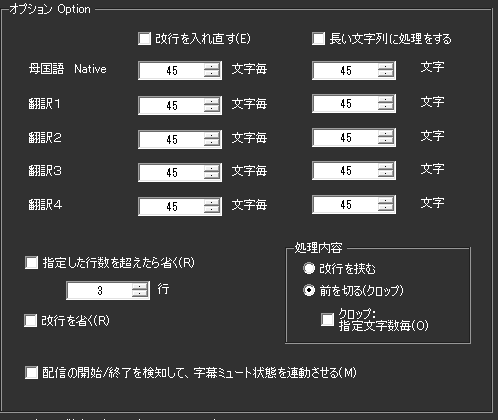 オプション Option
改行を入れ直す(E) 長い文字列に処理をする
母国語 Native 45 文字毎 45 文字
翻訳1 45 文字毎 45 文字
翻訳2 45 文字毎 45 文字
翻訳3 45 文字毎 45 文字
翻訳4 45 文字毎 45 文字
指定した行数を超えたら省く(R)
3 行
改行を省く(R)
処理内容
改行を挟む
前を切る(クロップ)
クロップ:
指定文字数毎(O)
配信の開始/終了を検知して、字幕ミュート状態を連動させる(M)